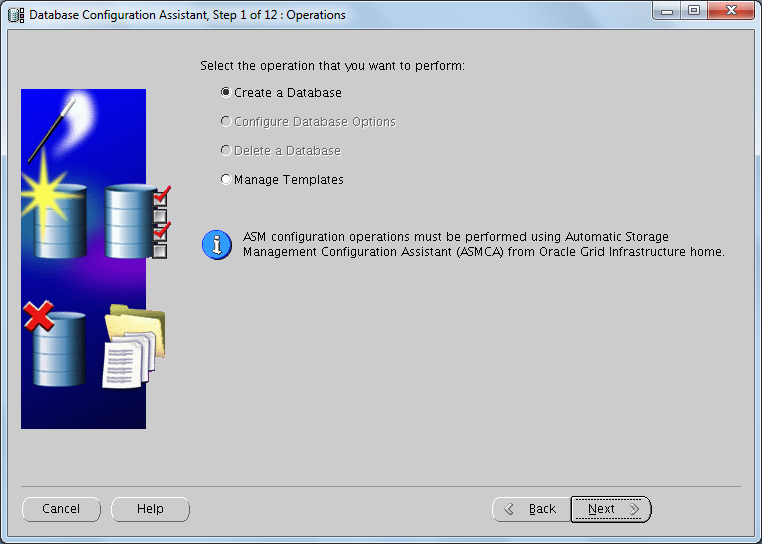 Database Configuration Assistant, Step 1 of 12 : Operations
Select the operation that you want to perform:
Create a Database
Configure Database Options
Delete a Database
Manage Templates
ASM configuration operations must be performed using Automatic Storage
Management Configuration Assistant (ASMCA) from Oracle Grid Infrastructure home.
Cancel
Help
Back
Next